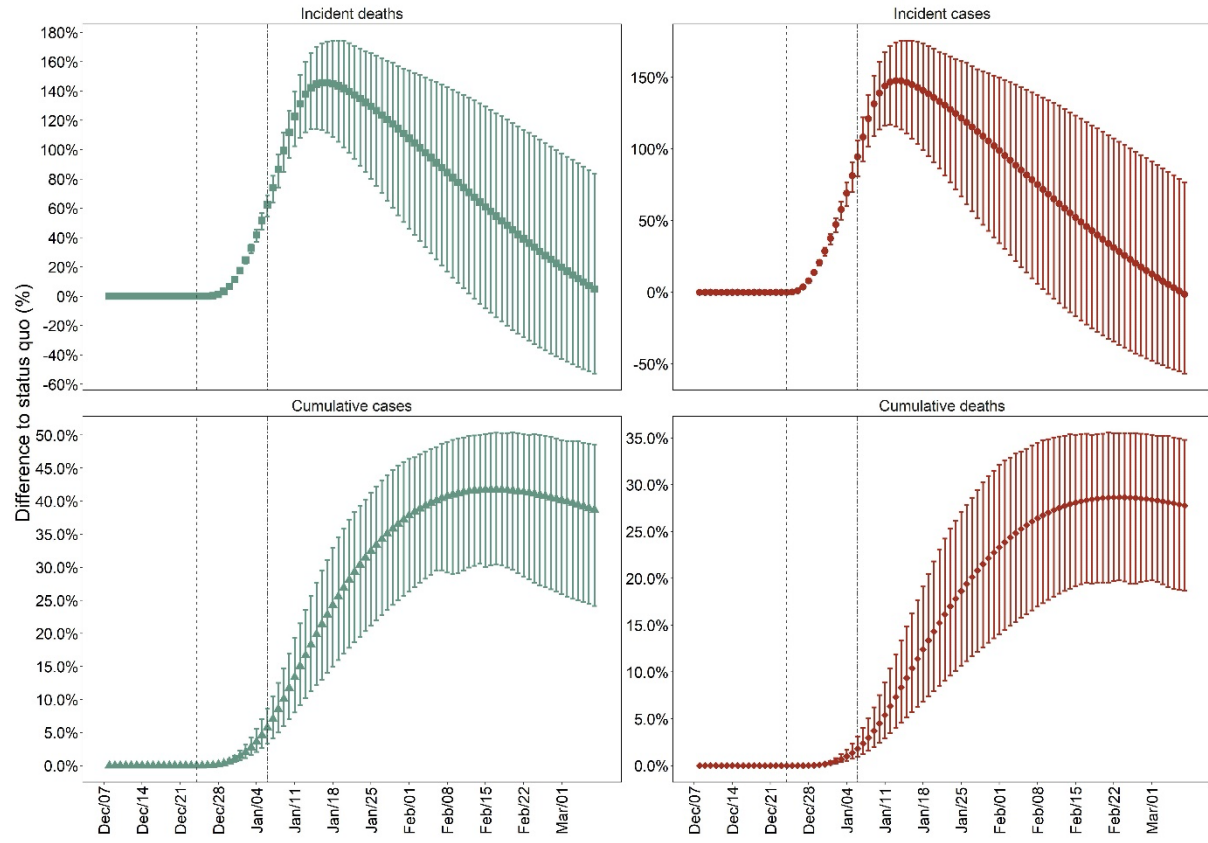 Incident deaths
Incident cases
Difference to status quo (%)
180%
160%
140%
120%
100%
80%
60%
40%
20%
0%
-20%
-40%
-60%
150%
100%
50%
0%
-50%
Cumulative cases
Cumulative deaths
50.0%
45.0%
40.0%
35.0%
30.0%
25.0%
20.0%
15.0%
10.0%
5.0%
0.0%
35.0%
30.0%
25.0%
20.0%
15.0%
10.0%
5.0%
0.0%
Dec/07
Dec/14
Dec/21
Dec/28
Jan/04
Jan/11
Jan/18
Jan/25
Feb/01
Feb/08
Feb/15
Feb/22
Mar/01
Dec/07
Dec/14
Dec/21
Dec/28
Jan/04
Jan/11
Jan/18
Jan/25
Feb/01
Feb/08
Feb/15
Feb/22
Mar/01